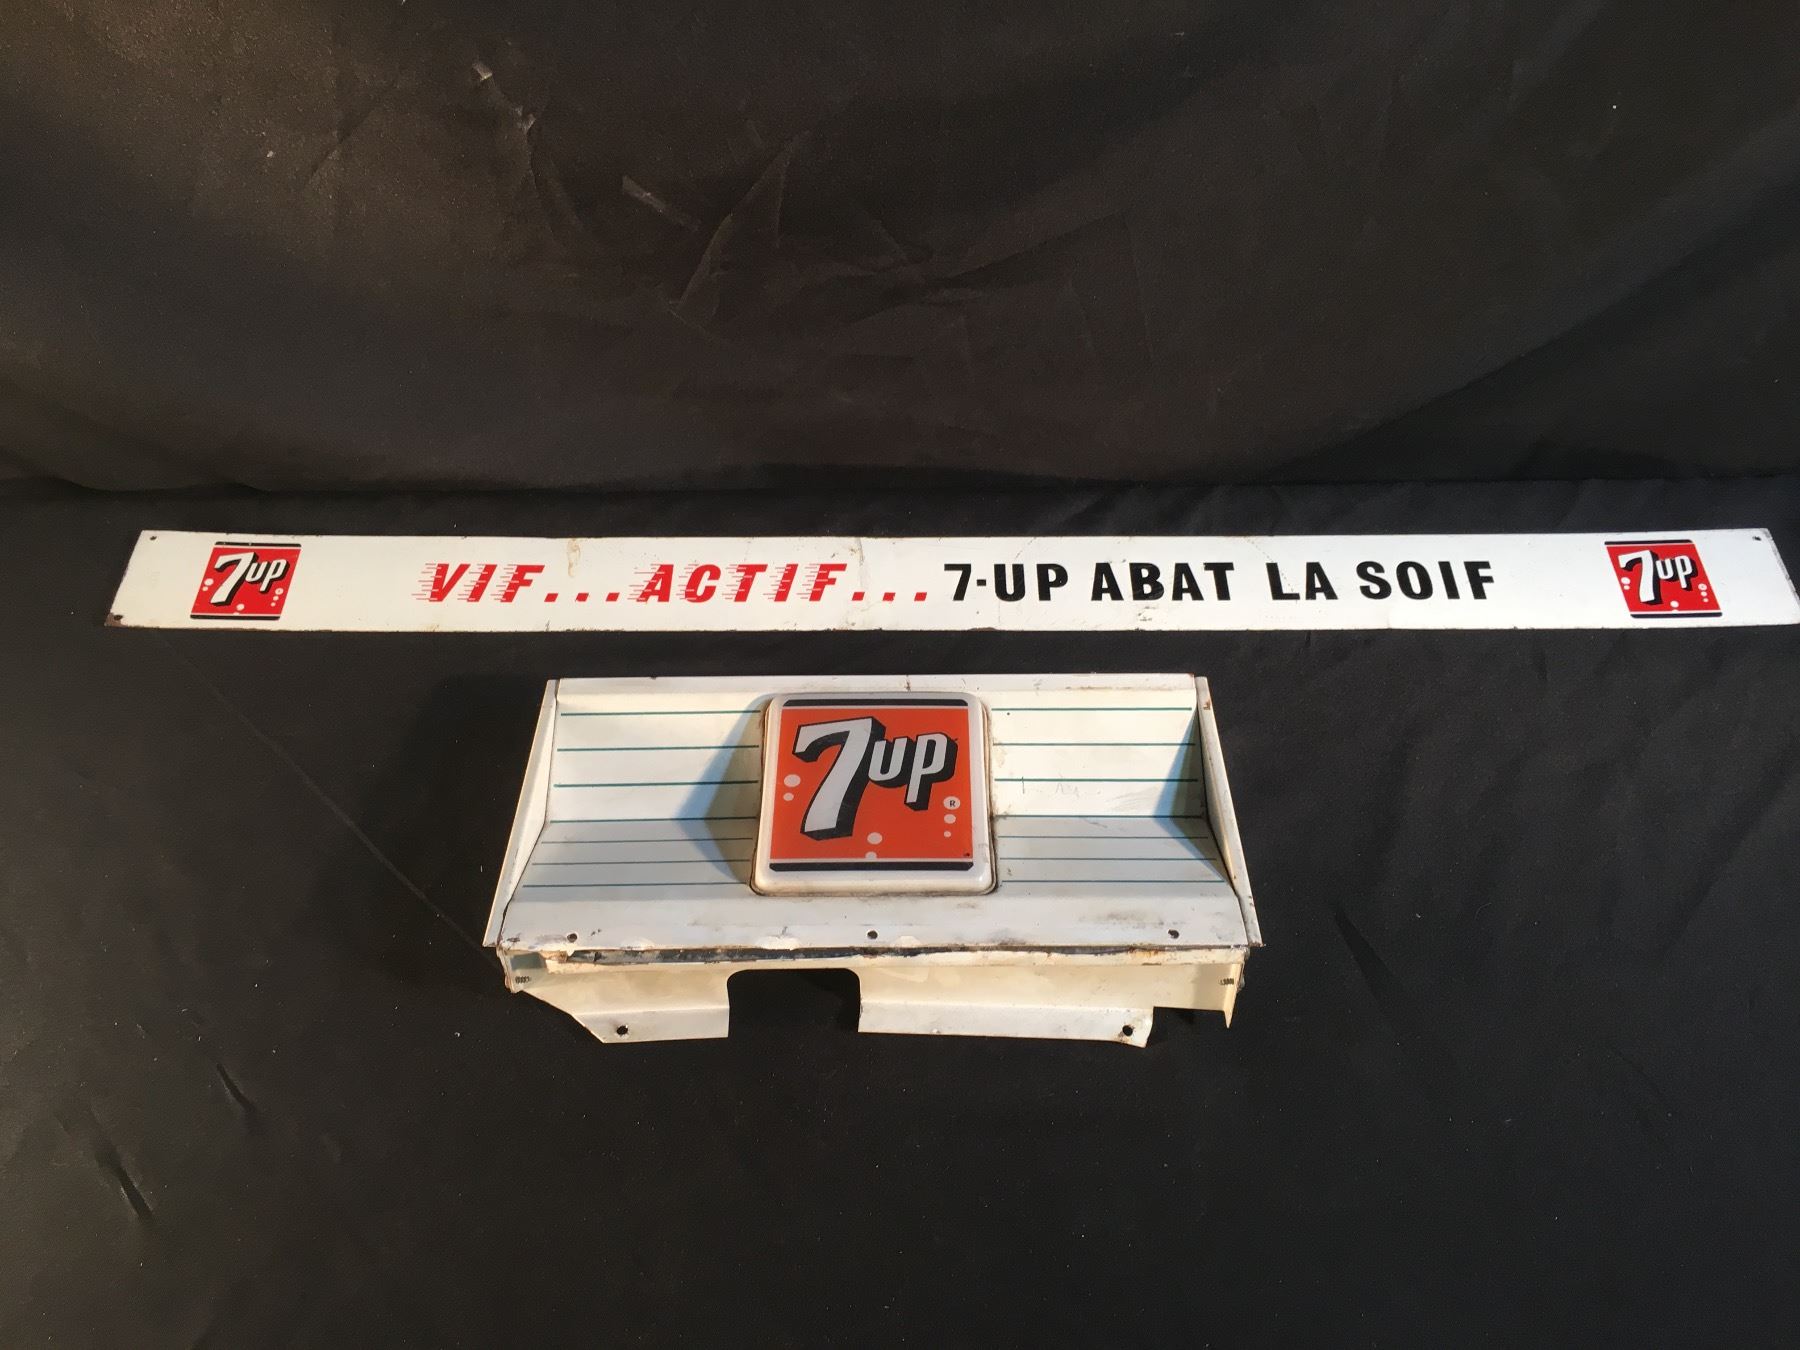 7up VIF...ACTIF...7-UP ABAT LA SOIF 7up
7up
®